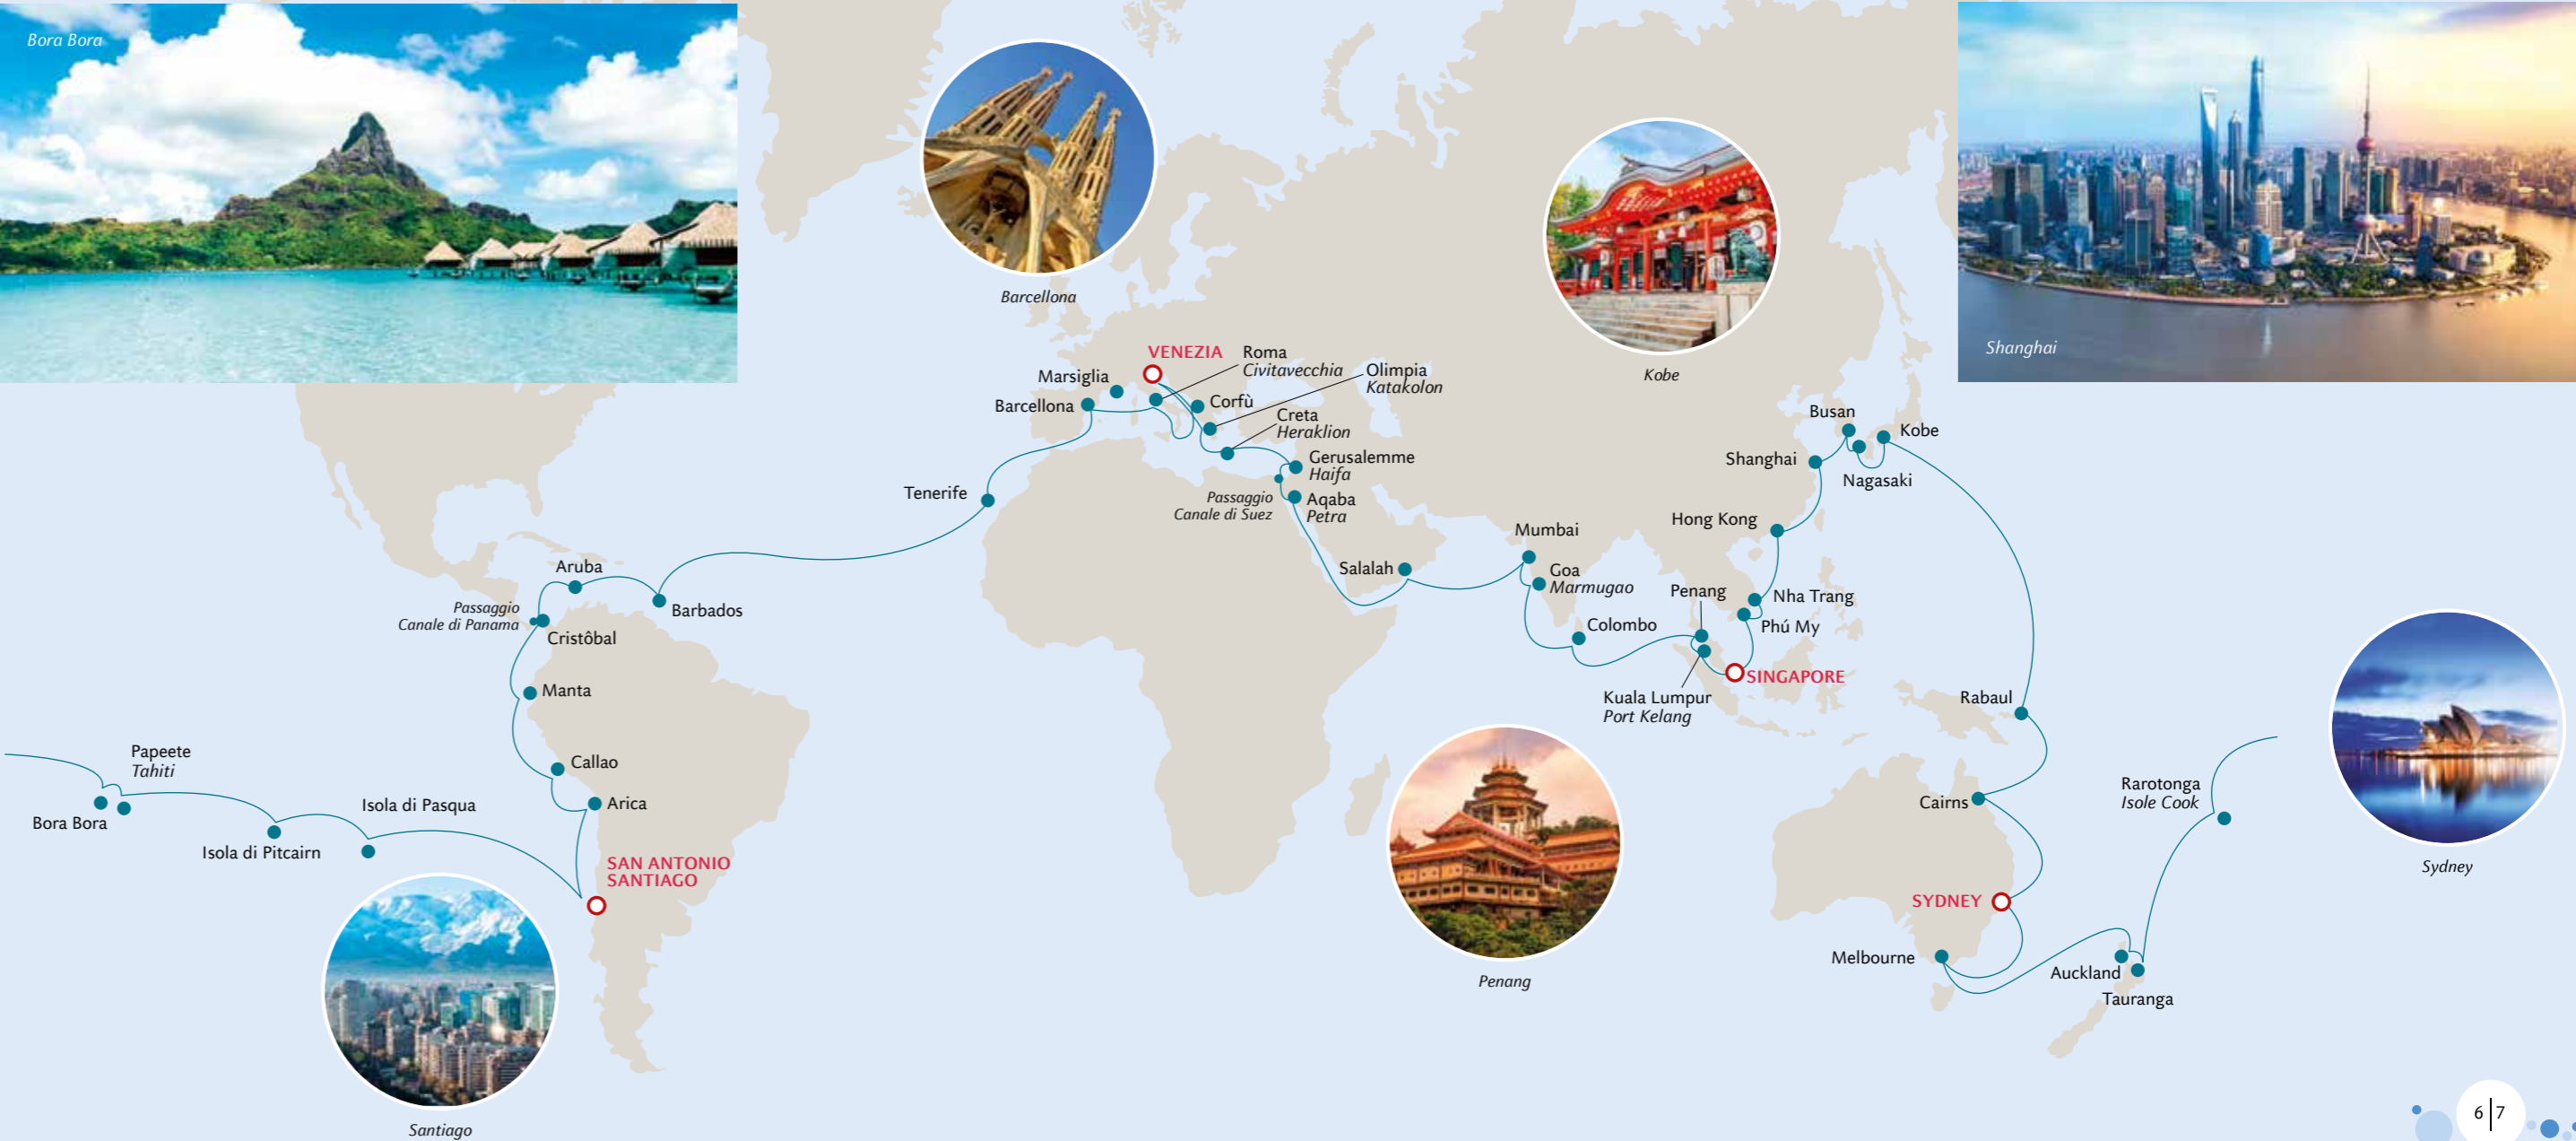 Bora Bora
Barcellona
Kobe
Shanghai
VENEZIA
Roma
Civitavecchia
Olimpia
Katakolon
Marsiglia
Barcellona
Corfù
Creta
Heraklion
Gerusalemme
Haifa
Tenerife
Passaggio
Canale di Suez
Aqaba
Petra
Busan
Kobe
Shanghai
Nagasaki
Hong Kong
Mumbai
Salalah
Goa
Marmugao
Penang
Nha Trang
Phú My
Colombo
SINGAPORE
Kuala Lumpur
Port Kelang
Aruba
Barbados
Passaggio
Canale di Panama
Cristôbal
Manta
Callao
Arica
Papeete
Tahiti
Bora Bora
Isola di Pasqua
Isola di Pitcairn
SAN ANTONIO
SANTIAGO
Rabaul
Cairns
Rarotonga
Isole Cook
SYDNEY
Melbourne
Auckland
Tauranga
Sydney
Penang
Santiago
6|7